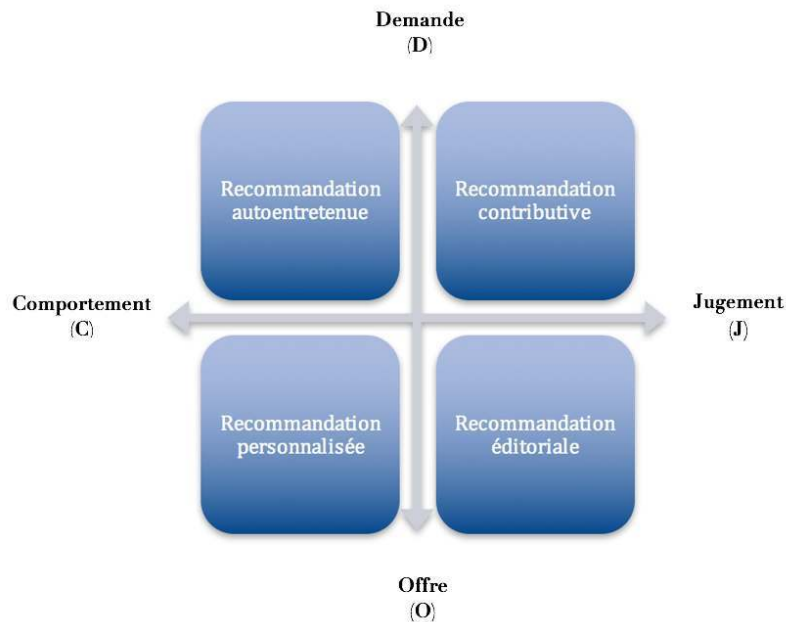 Demande
(D)
Recommandation
autoentretenue
Recommandation
contributive
Comportement
(C)
Jugement
(J)
Recommandation
personnalisée
Recommandation
éditoriale
Offre
(O)